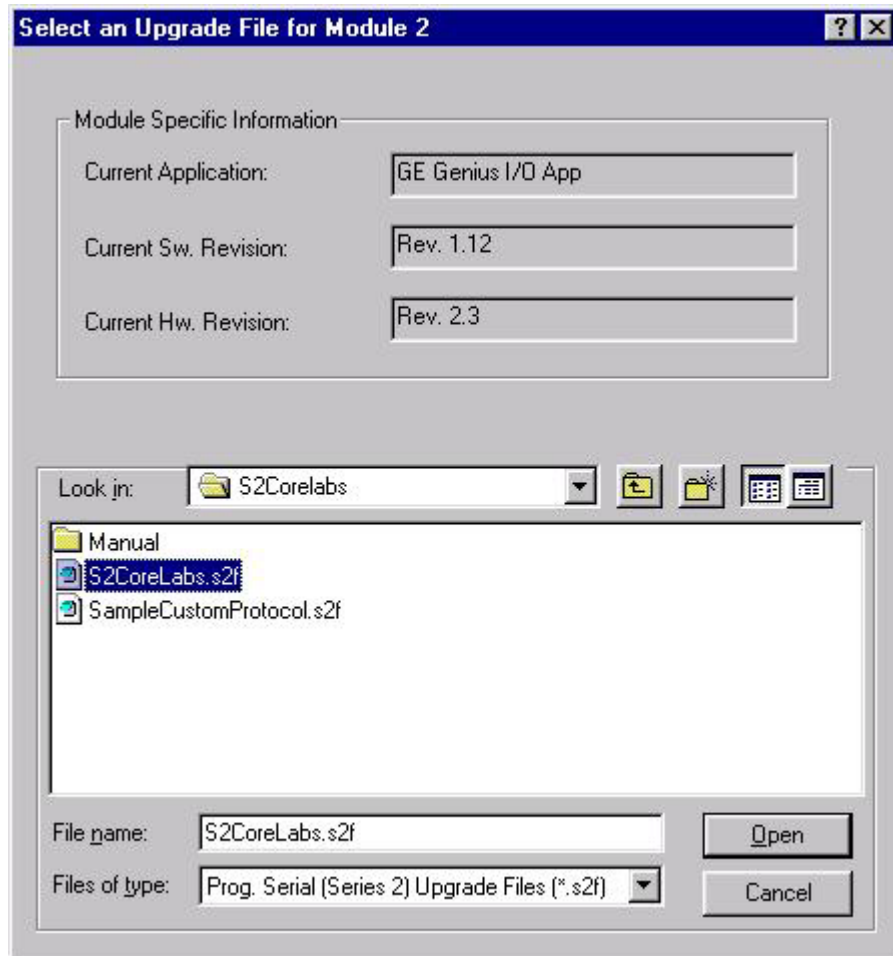 Select an Upgrade File for Module 2
Module Specific Information
Current Application: GE Genius I/O App
Current Sw. Revision: Rev. 1.12
Current Hw. Revision: Rev. 2.3
Look in: S2Corelabs
Manual
S2CoreLabs.s2f
SampleCustomProtocol.s2f
File name: S2CoreLabs.s2f Open
Files of type: Prog. Serial (Series 2) Upgrade Files (*.s2f) Cancel